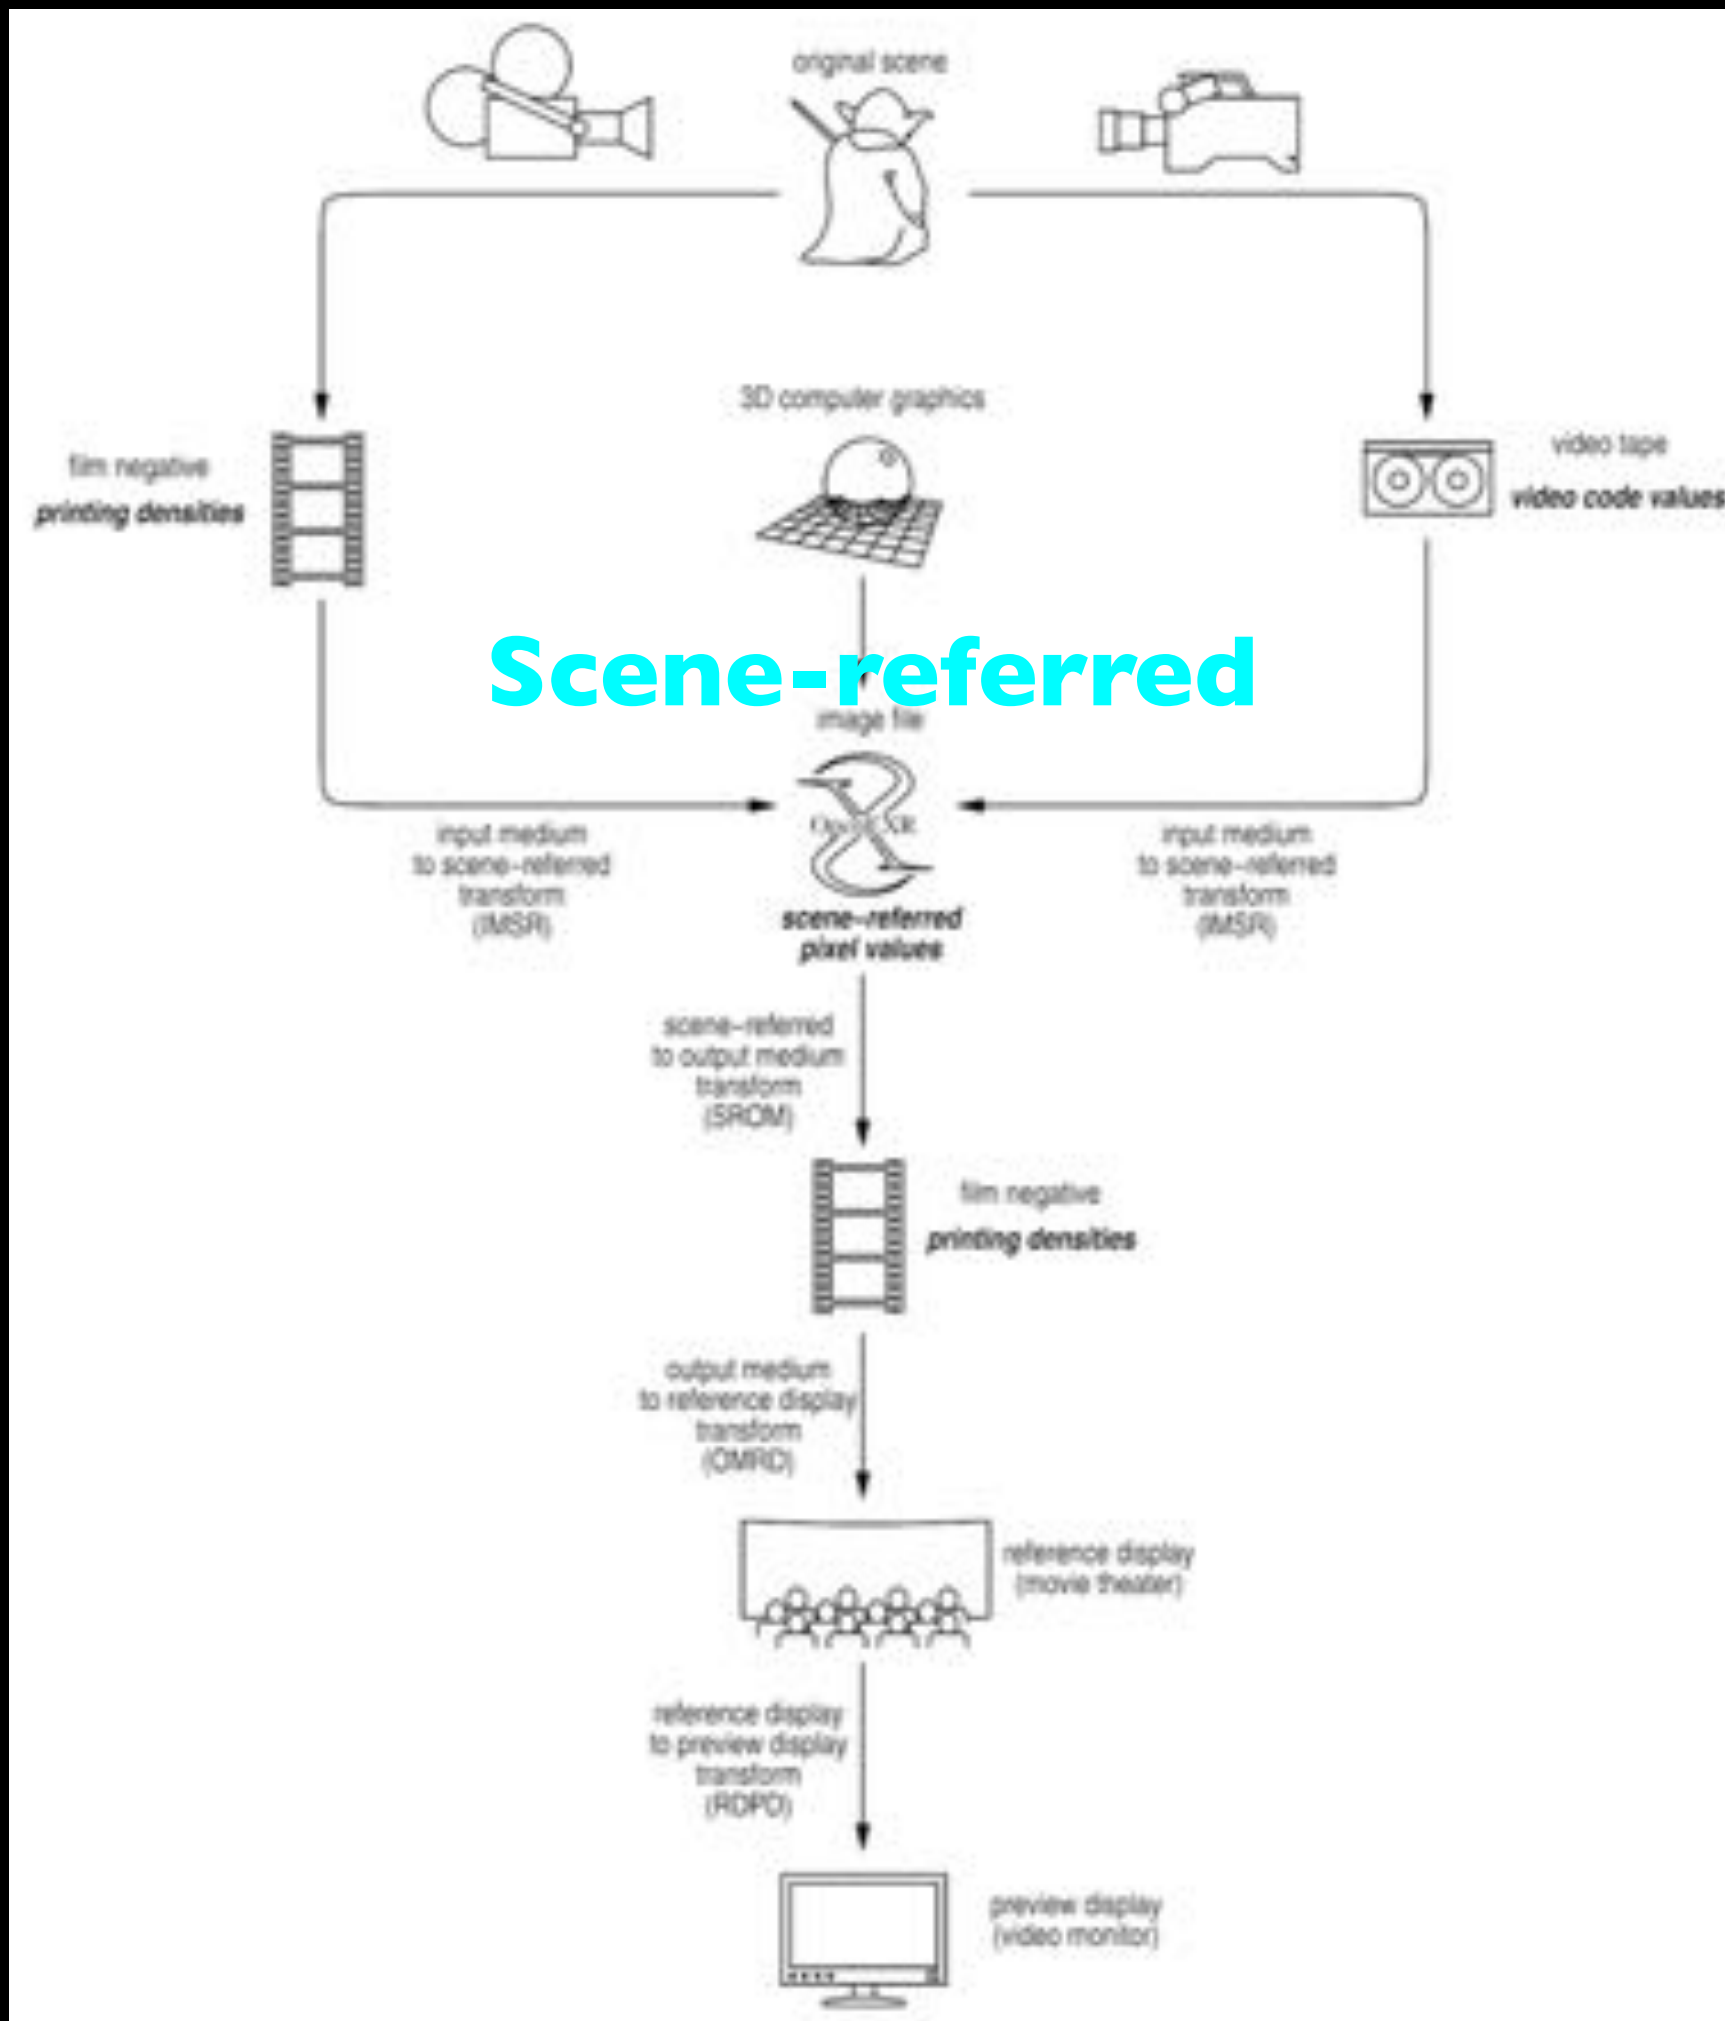 original scene
3D computer graphics
film negative
printing densities
video tape
video code values
Scene-referred
image file
OpenEXR
input medium
to scene-referred
transform
(IMSR)
input medium
to scene-referred
transform
(IMSR)
scene-referred
pixel values
scene-referred
to output medium
transform
(SROM)
film negative
printing densities
output medium
to reference display
transform
(OMRD)
reference display
(movie theater)
reference display
to preview display
transform
(RDPD)
preview display
(video monitor)